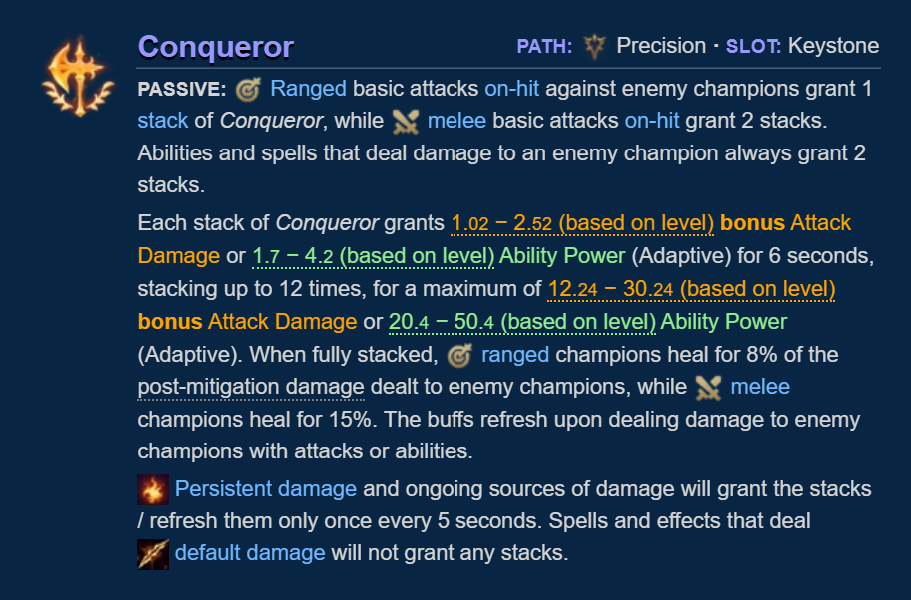 Conqueror PATH: Precision · SLOT: Keystone
PASSIVE: Ranged basic attacks on-hit against enemy champions grant 1
stack of Conqueror, while melee basic attacks on-hit grant 2 stacks.
Abilities and spells that deal damage to an enemy champion always grant 2
stacks.
Each stack of Conqueror grants 1.02 − 2.52 (based on level) bonus Attack
Damage or 1.7 − 4.2 (based on level) Ability Power (Adaptive) for 6 seconds,
stacking up to 12 times, for a maximum of 12.24 − 30.24 (based on level)
bonus Attack Damage or 20.4 − 50.4 (based on level) Ability Power
(Adaptive). When fully stacked, ranged champions heal for 8% of the
post-mitigation damage dealt to enemy champions, while melee
champions heal for 15%. The buffs refresh upon dealing damage to enemy
champions with attacks or abilities.
Persistent damage and ongoing sources of damage will grant the stacks
/ refresh them only once every 5 seconds. Spells and effects that deal
default damage will not grant any stacks.